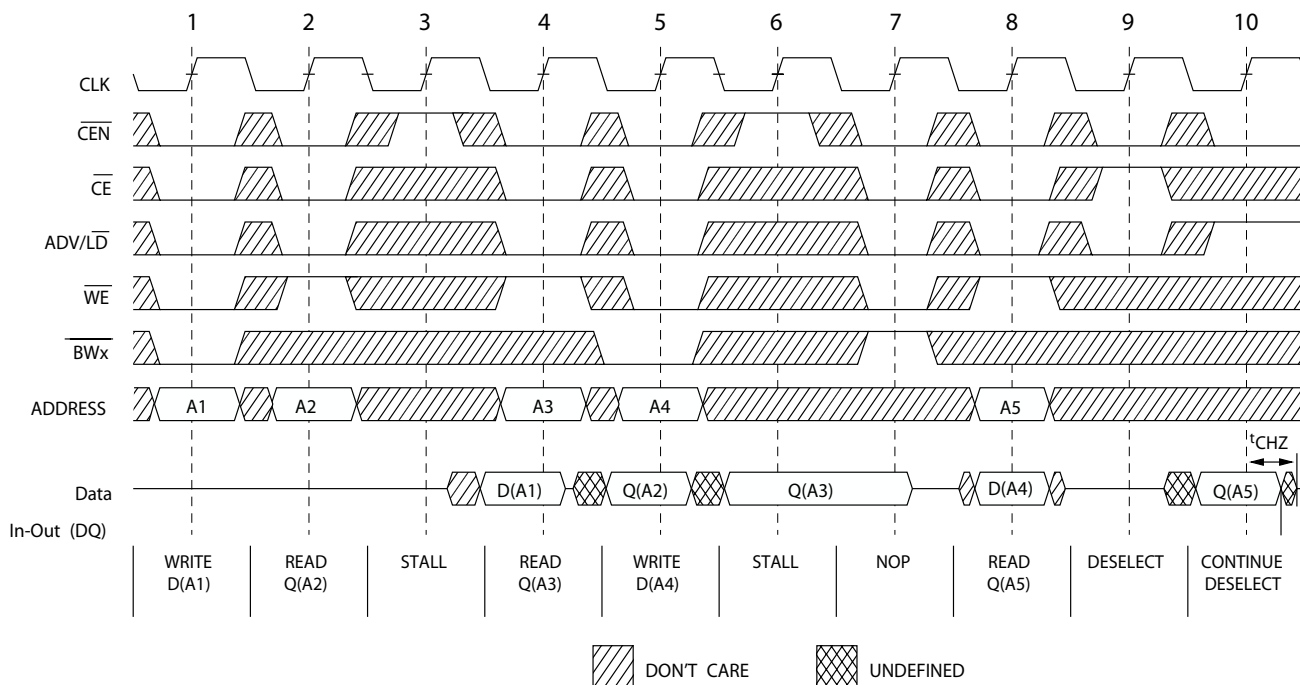 1 2 3 4 5 6 7 8 9 10
CLK
CEN
CE
ADV/LD
WE
BWx
ADDRESS A1 A2 A3 A4 A5
tCHZ
Data D(A1) Q(A2) Q(A3) D(A4) Q(A5)
In-Out (DQ)
WRITE READ STALL READ WRITE STALL NOP READ DESELECT CONTINUE
D(A1) Q(A2) Q(A3) D(A4) Q(A5) DESELECT
DON'T CARE UNDEFINED